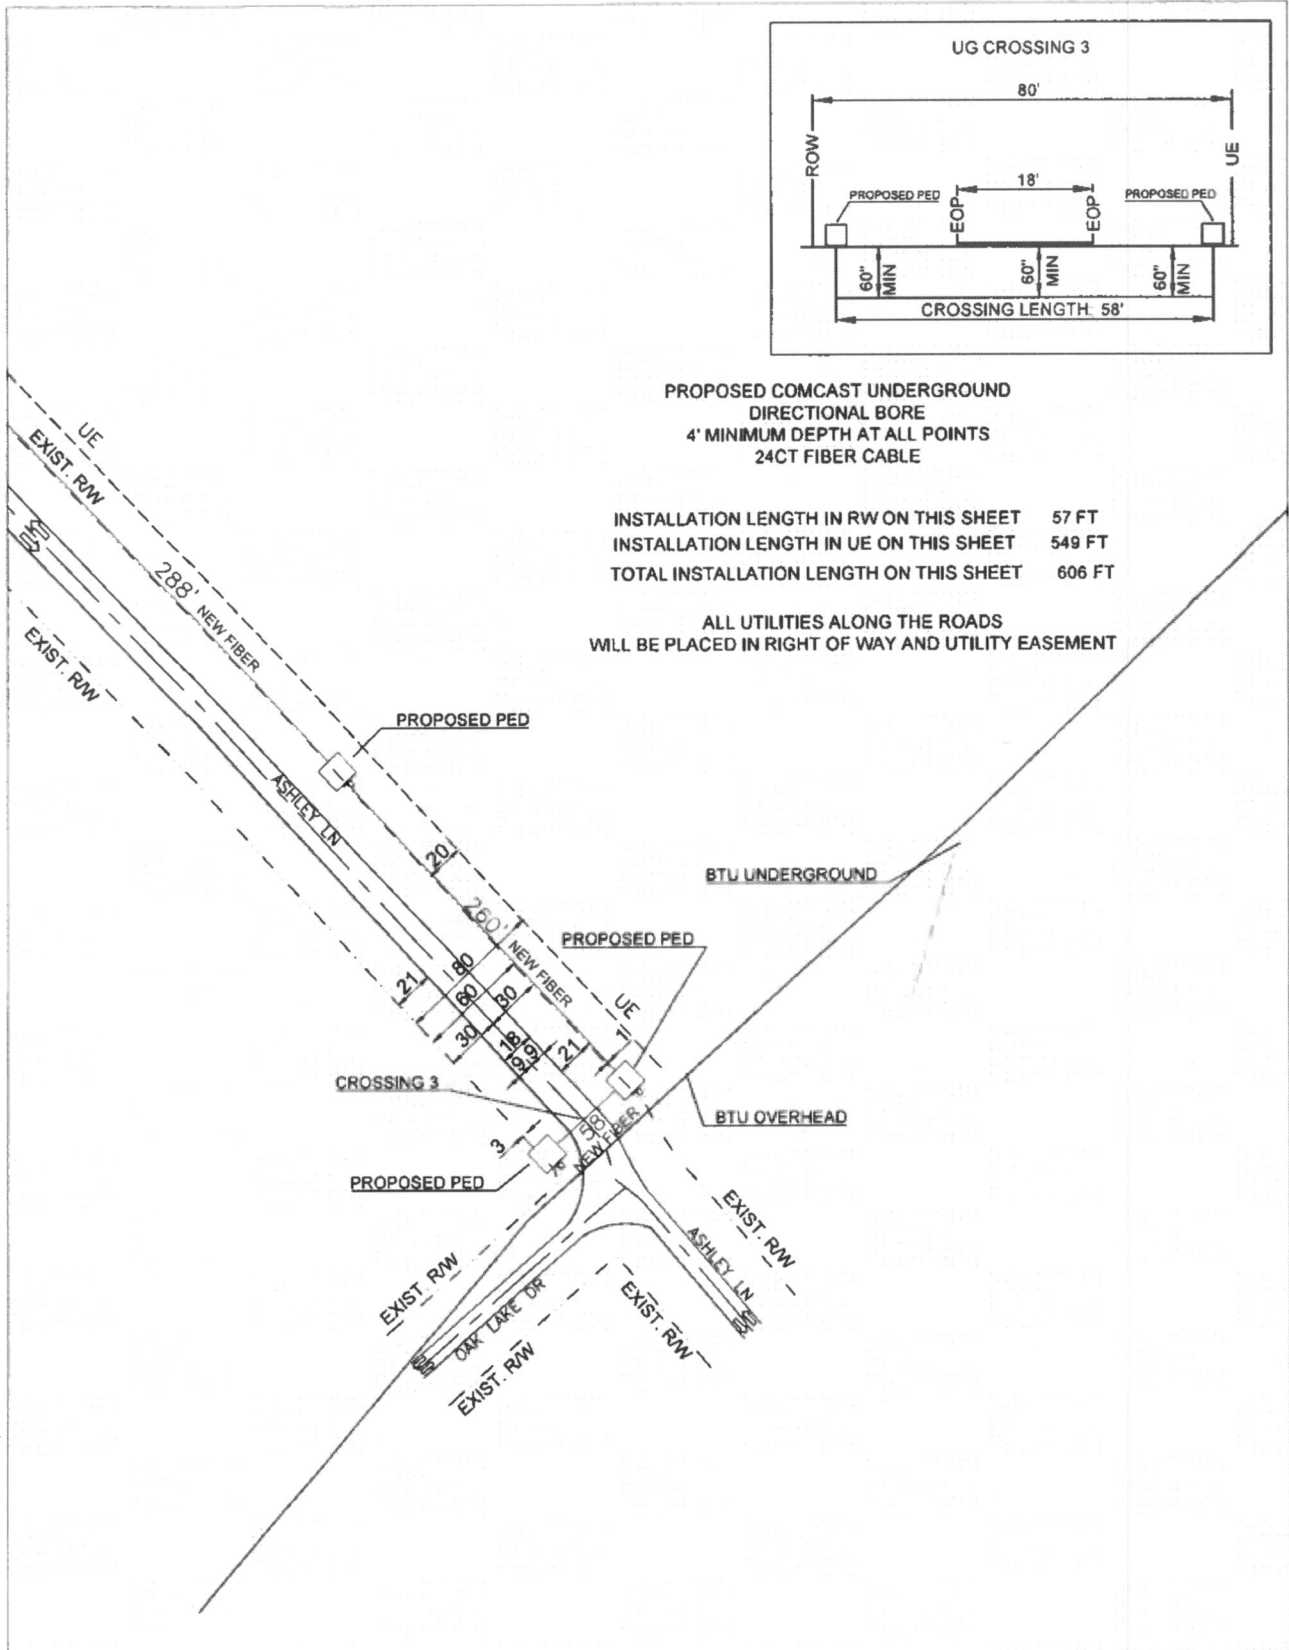 UG CROSSING 3
80'
ROW
UE
18'
PROPOSED PED
EOP
EOP
PROPOSED PED
60" MIN
60" MIN
60" MIN
CROSSING LENGTH: 58'
PROPOSED COMCAST UNDERGROUND
DIRECTIONAL BORE
4' MINIMUM DEPTH AT ALL POINTS
24CT FIBER CABLE
INSTALLATION LENGTH IN RW ON THIS SHEET 57 FT
INSTALLATION LENGTH IN UE ON THIS SHEET 549 FT
TOTAL INSTALLATION LENGTH ON THIS SHEET 606 FT
ALL UTILITIES ALONG THE ROADS
WILL BE PLACED IN RIGHT OF WAY AND UTILITY EASEMENT
UE
EXIST. R/W
288' NEW FIBER
EXIST. R/W
PROPOSED PED
ASHLEY LN
20
BTU UNDERGROUND
260' NEW FIBER
PROPOSED PED
80
21
60
30
UE
30
18
9
9
21
1
CROSSING 3
58'
NEW FIBER
BTU OVERHEAD
3
PROPOSED PED
EXIST. R/W
ASHLEY LN
EXIST. R/W
OAK LAKE DR
EXIST. R/W
EXIST. R/W